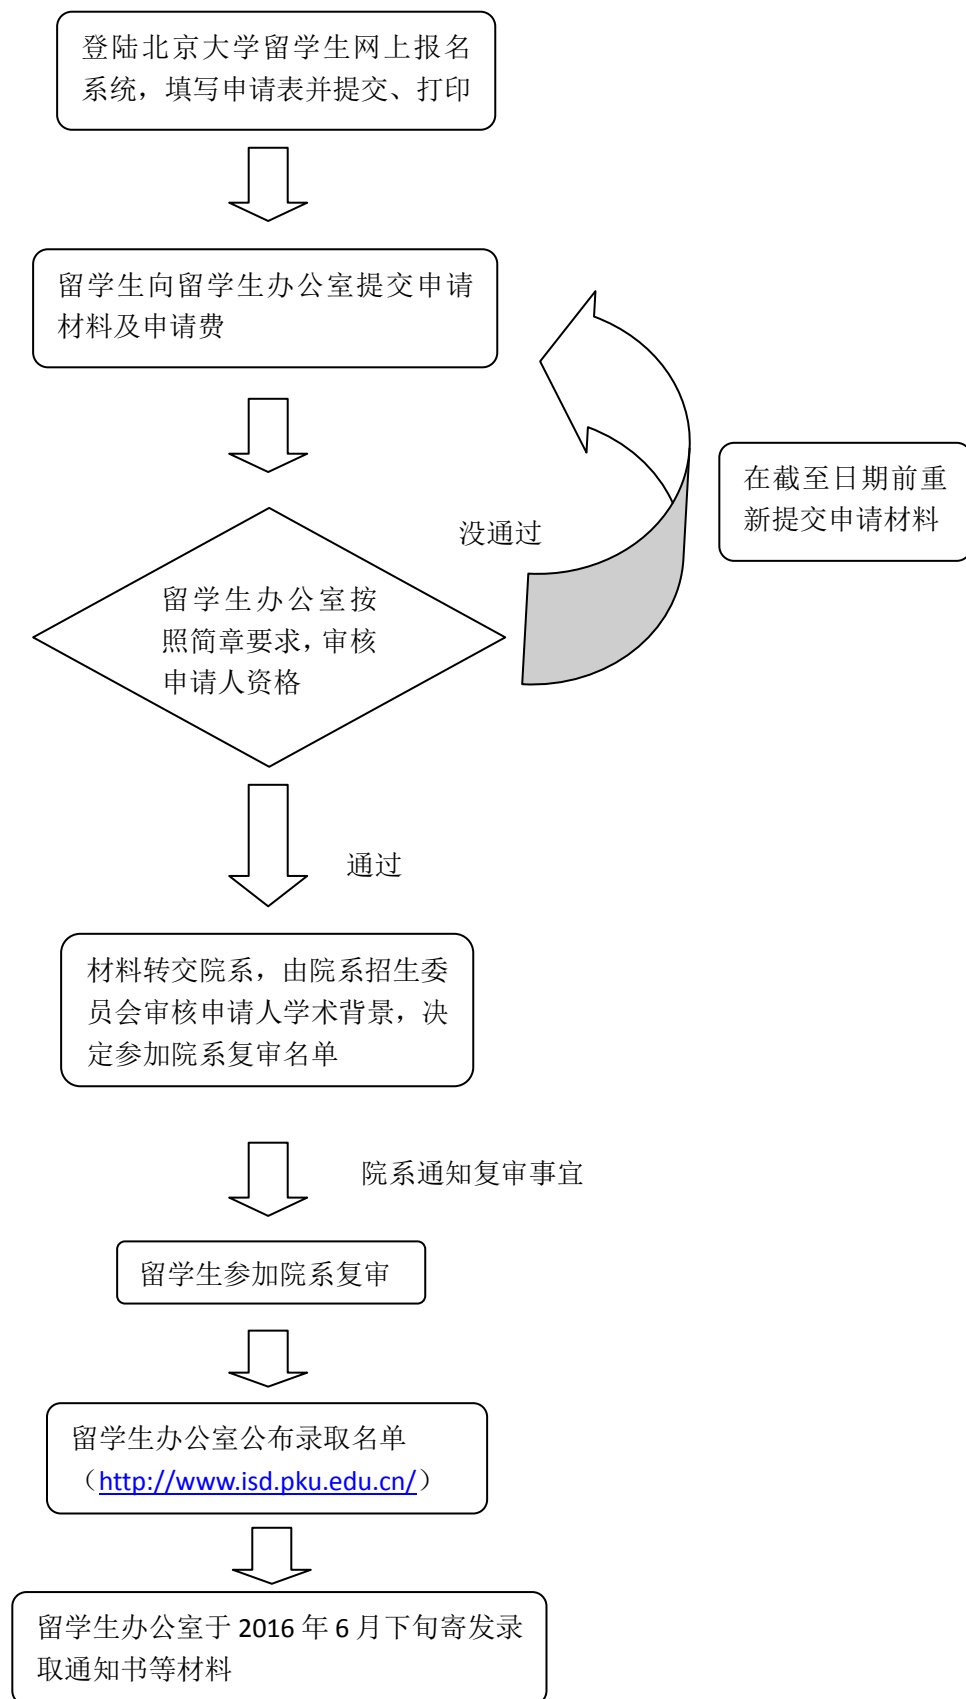 登陆北京大学留学生网上报名
系统，填写申请表并提交、打印
留学生向留学生办公室提交申请
材料及申请费
在截至日期前重
新提交申请材料
没通过
留学生办公室按
照简章要求，审核
申请人资格
通过
材料转交院系，由院系招生委
员会审核申请人学术背景，决
定参加院系复审名单
院系通知复审事宜
留学生参加院系复审
留学生办公室公布录取名单
（http://www.isd.pku.edu.cn/）
留学生办公室于 2016 年 6 月下旬寄发录
取通知书等材料